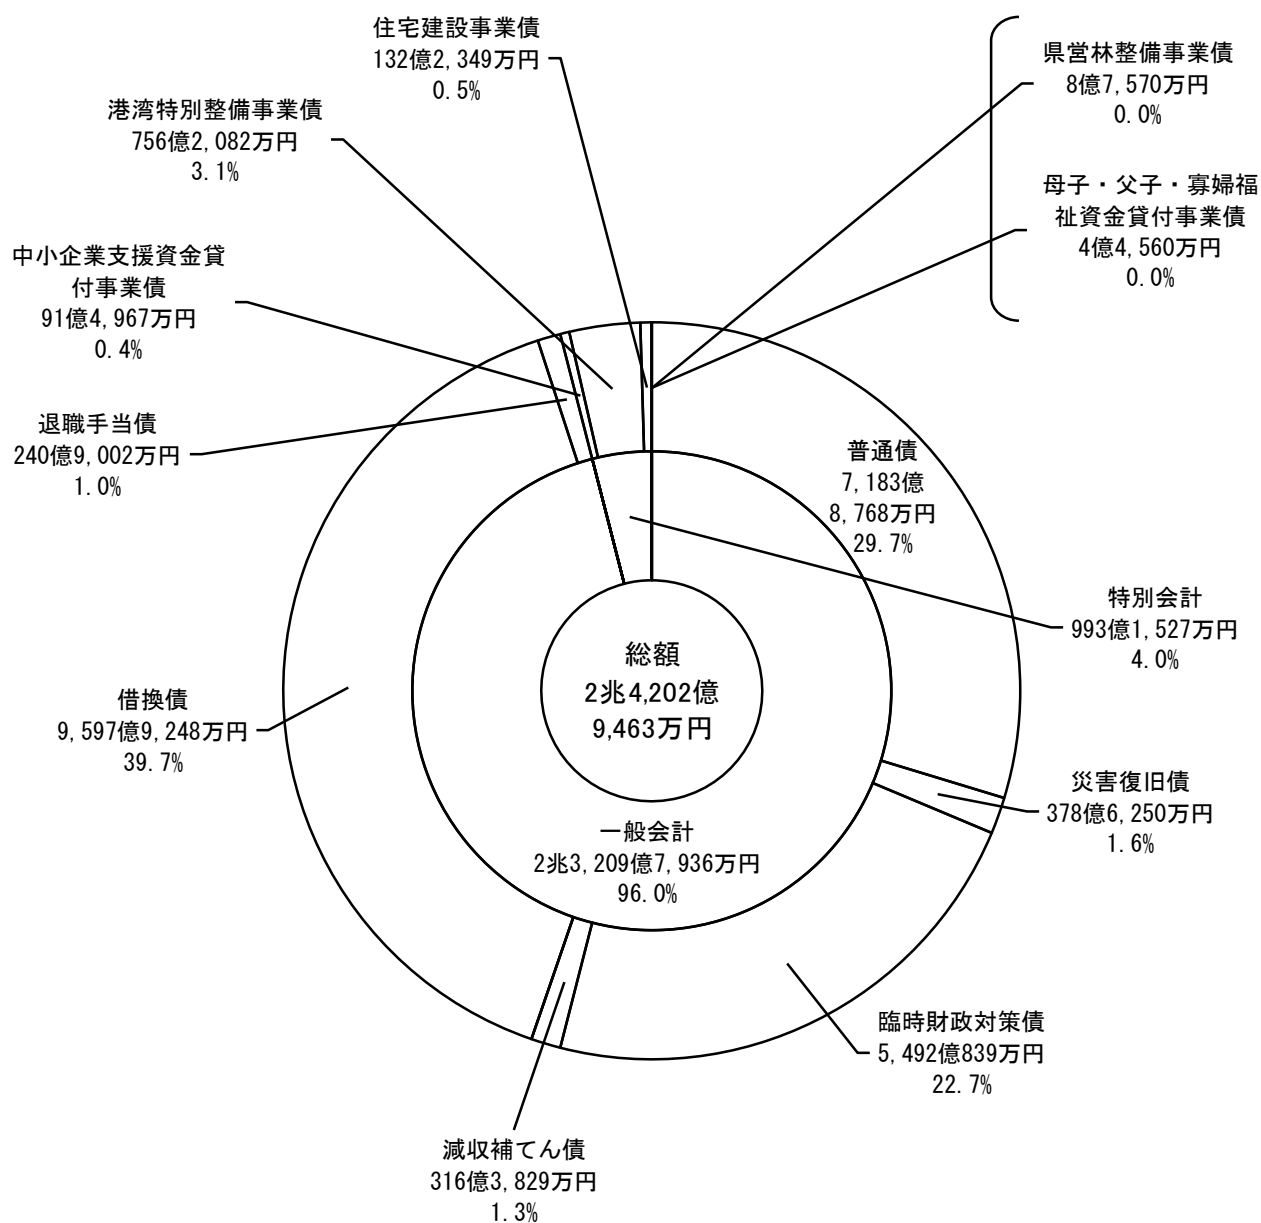 住宅建設事業債
132億2,349万円
0.5%
県営林整備事業債
8億7,570万円
0.0%
港湾特別整備事業債
756億2,082万円
3.1%
母子・父子・寡婦福
祉資金貸付事業債
4億4,560万円
0.0%
中小企業支援資金貸
付事業債
91億4,967万円
0.4%
退職手当債
240億9,002万円
1.0%
普通債
7,183億
8,768万円
29.7%
特別会計
993億1,527万円
4.0%
総額
2兆4,202億
9,463万円
借換債
9,597億9,248万円
39.7%
災害復旧債
378億6,250万円
1.6%
一般会計
2兆3,209億7,936万円
96.0%
臨時財政対策債
5,492億839万円
22.7%
減収補てん債
316億3,829万円
1.3%